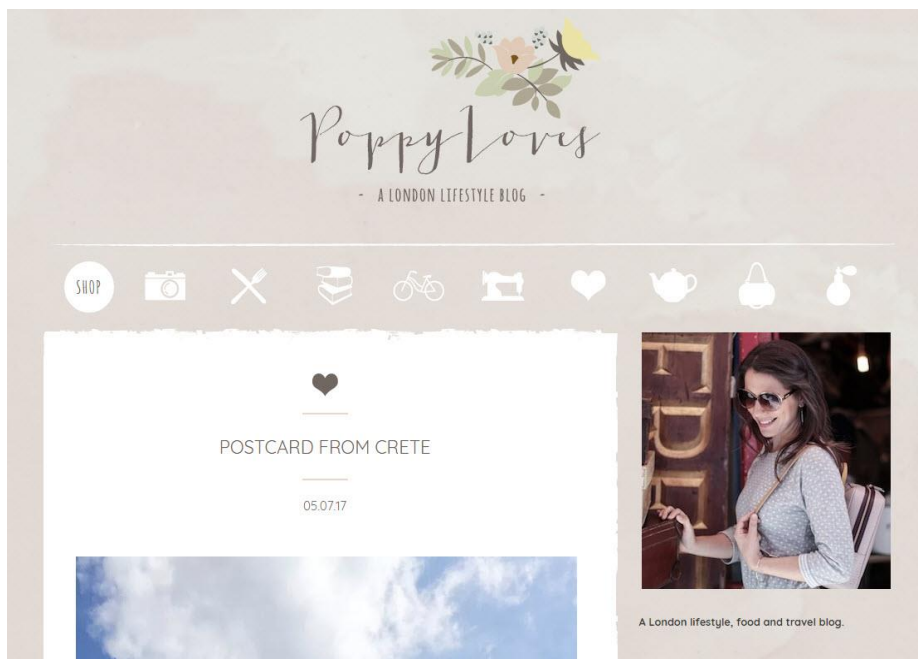 Poppy Loves
- A LONDON LIFESTYLE BLOG -
SHOP
POSTCARD FROM CRETE
05.07.17
A London lifestyle, food and travel blog.